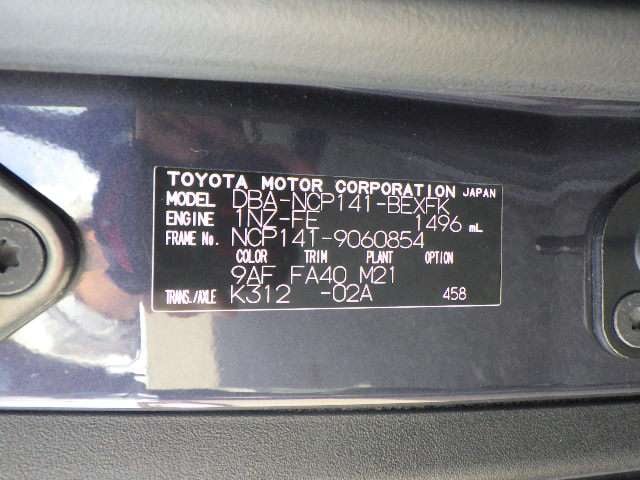 TOYOTA MOTOR CORPORATION JAPAN
MODEL DBA-NCP141-BEXFK
ENGINE 1NZ-FE 1496 mL
FRAME No. NCP141-9060854
COLOR TRIM PLANT OPTION
9AF FA40 M21
TRANS./AXLE K312 -02A 458